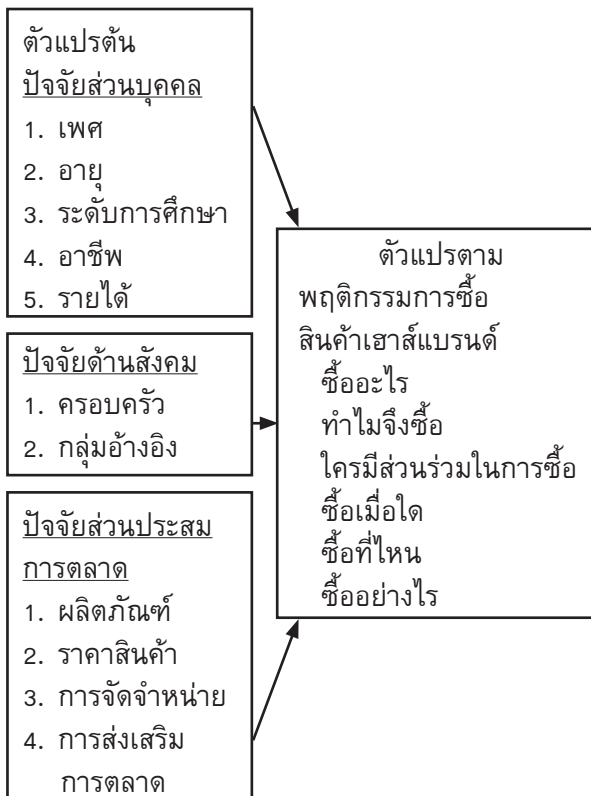 ตัวแปรต้น
ปัจจัยส่วนบุคคล
1. เพศ
2. อายุ
3. ระดับการศึกษา
4. อาชีพ
5. รายได้
ปัจจัยด้านสังคม
1. ครอบครัว
2. กลุ่มอ้างอิง
ปัจจัยส่วนประสม
การตลาด
1. ผลิตภัณฑ์
2. ราคาสินค้า
3. การจัดจำหน่าย
4. การส่งเสริม
การตลาด
ตัวแปรตาม
พฤติกรรมการซื้อ
สินค้าเฮาส์แบรนด์
ซื้ออะไร
ทำไมจึงซื้อ
ใครมีส่วนร่วมในการซื้อ
ซื้อเมื่อใด
ซื้อที่ไหน
ซื้ออย่างไร